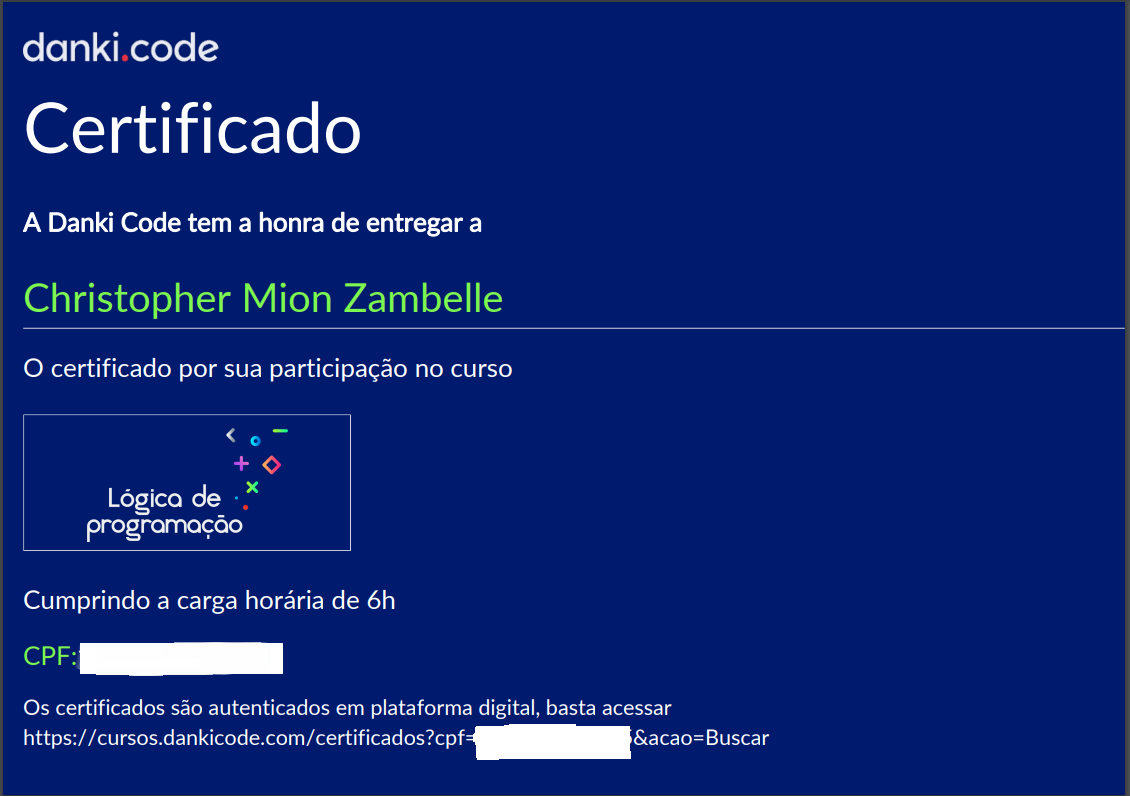 danki.code
Certificado
A Danki Code tem a honra de entregar a
Christopher Mion Zambelle
O certificado por sua participação no curso
Lógica de
programação
Cumprindo a carga horária de 6h
CPF:
Os certificados são autenticados em plataforma digital, basta acessar
https://cursos.dankicode.com/certificados?cpf= &acao=Buscar